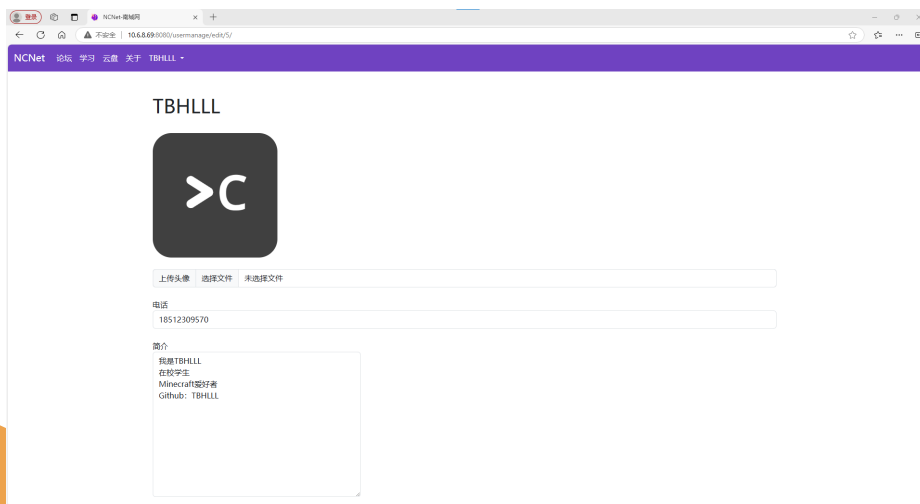 登录
NCNet-南城网
不安全 | 10.6.8.69:8080/usermanage/edit/5/
NCNet 论坛 学习 云盘 关于 TBHLLL
TBHLLL
>C
上传头像 选择文件 未选择文件
电话
18512309570
简介
我是TBHLLL
在校学生
Minecraft爱好者
Github：TBHLLL